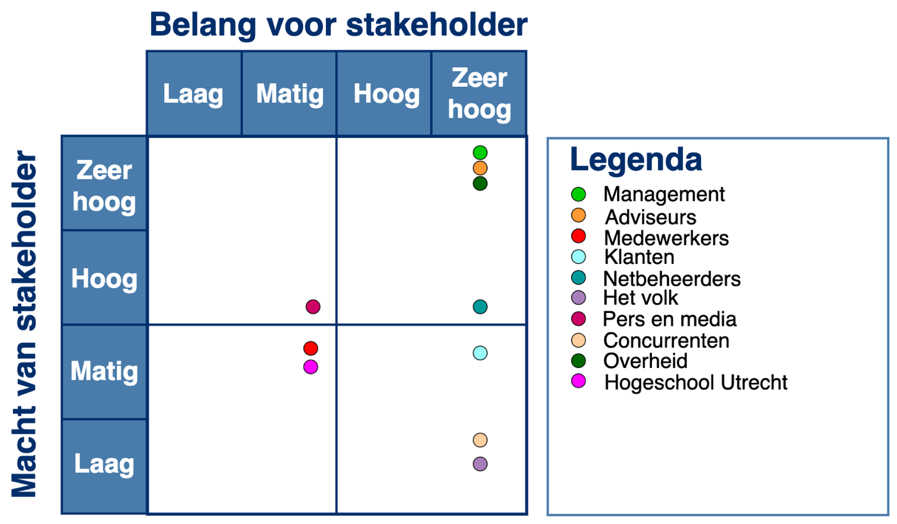 Belang voor stakeholder
Laag
Matig
Hoog
Zeer
hoog
Macht van stakeholder
Zeer
hoog
Hoog
Matig
Laag
Legenda
Management
Adviseurs
Medewerkers
Klanten
Netbeheerders
Het volk
Pers en media
Concurrenten
Overheid
Hogeschool Utrecht